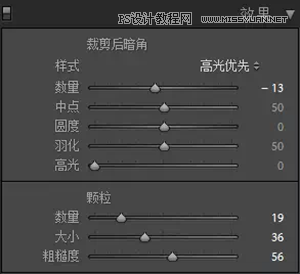 PS设计教程网
WWW.MISSYUAN.NET
效果
裁剪后暗角
样式 高光优先
数量 －13
中点 50
圆度 0
羽化 50
高光 0
颗粒
数量 19
大小 36
粗糙度 56